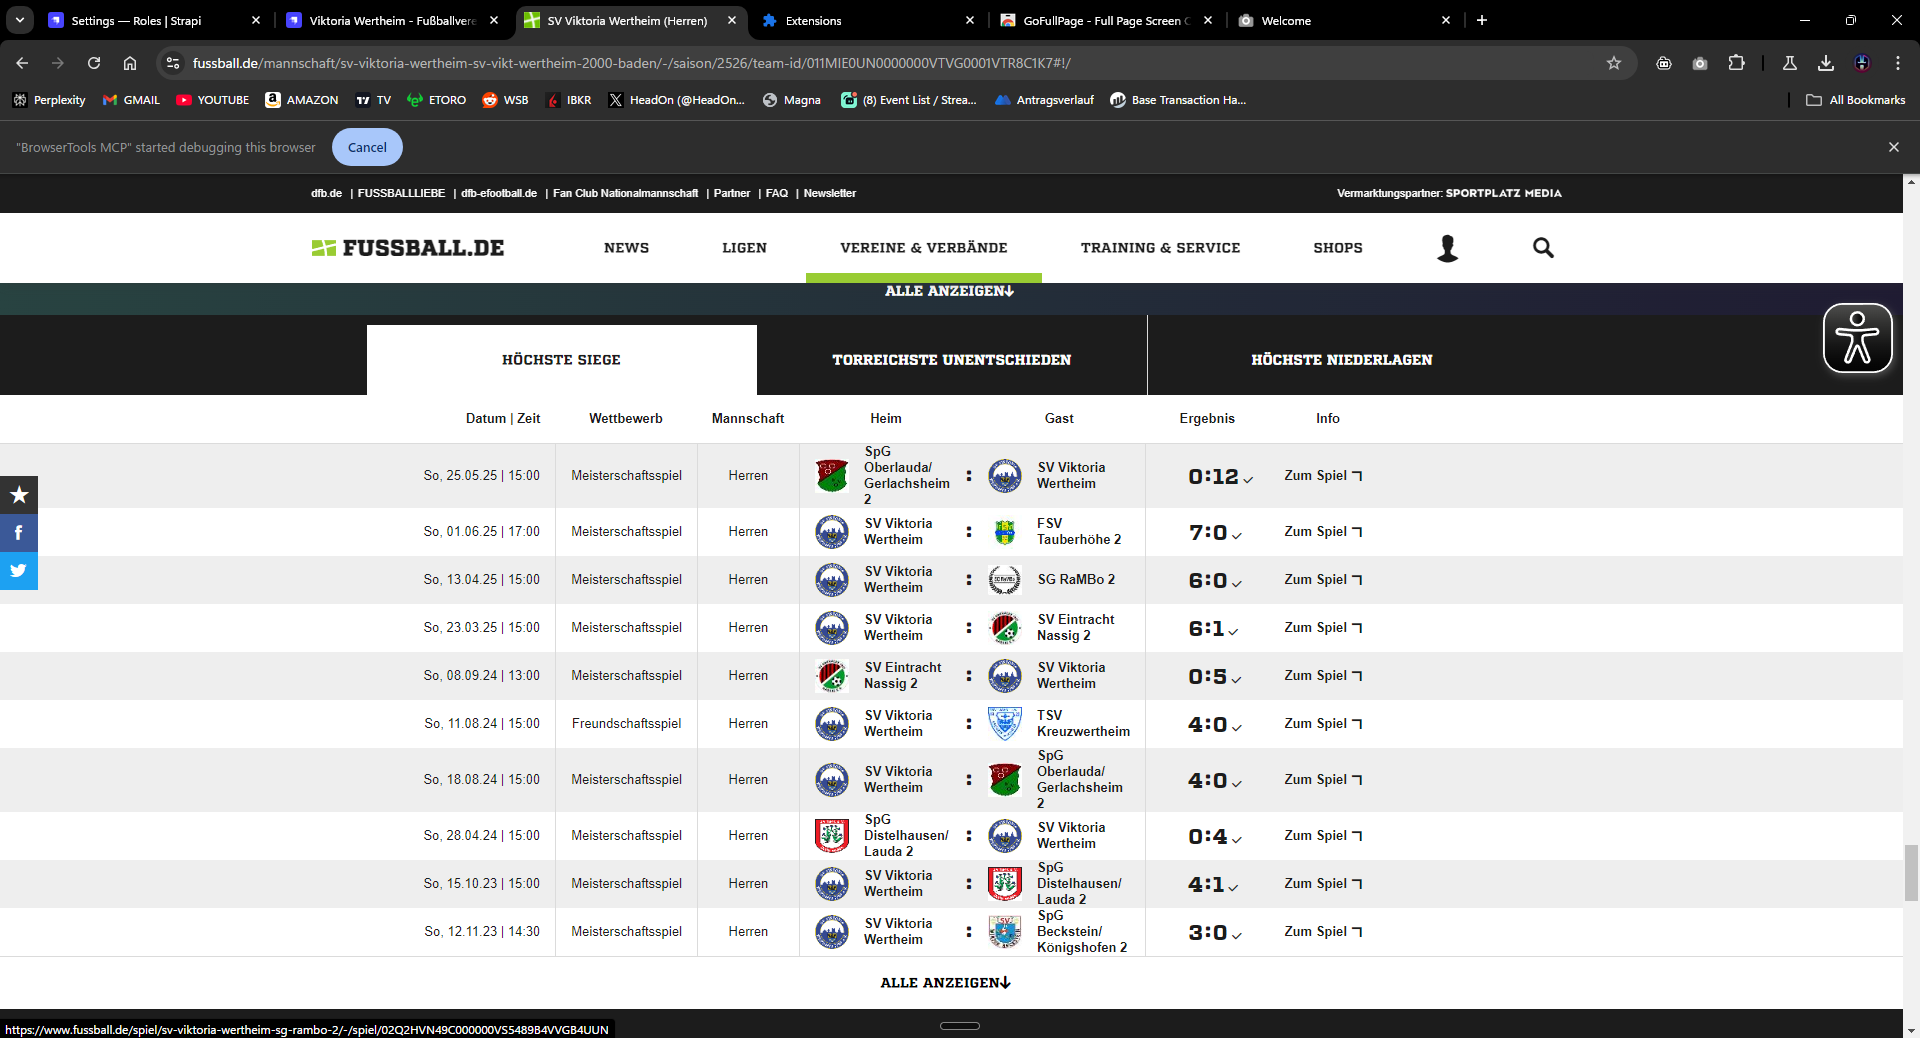 Settings — Roles | Strapi
Viktoria Wertheim - Fußballvere
SV Viktoria Wertheim (Herren)
Extensions
GoFullPage - Full Page Screen C
Welcome
fussball.de/mannschaft/sv-viktoria-wertheim-sv-vikt-wertheim-2000-baden/-/saison/2526/team-id/011MIE0UN0000000VTVG0001VTR8C1K7#!/
Perplexity
GMAIL
YOUTUBE
AMAZON
TV
ETORO
WSB
IBKR
HeadOn (@HeadOn...
Magna
(8) Event List / Strea...
Antragsverlauf
Base Transaction Ha...
All Bookmarks
"BrowserTools MCP" started debugging this browser
Cancel
dfb.de | FUSSBALLLIEBE | dfb-efootball.de | Fan Club Nationalmannschaft | Partner | FAQ | Newsletter
Vermarktungspartner: SPORTPLATZ MEDIA
FUSSBALL.DE
NEWS
LIGEN
VEREINE & VERBÄNDE
TRAINING & SERVICE
SHOPS
ALLE ANZEIGEN
HÖCHSTE SIEGE
TORREICHSTE UNENTSCHIEDEN
HÖCHSTE NIEDERLAGEN
Datum | Zeit Wettbewerb Mannschaft Heim Gast Ergebnis Info
So, 25.05.25 | 15:00 Meisterschaftsspiel Herren
SpG
Oberlauda/
Gerlachsheim
2
:
SV Viktoria
Wertheim
0:12 Zum Spiel
So, 01.06.25 | 17:00 Meisterschaftsspiel Herren
SV Viktoria
Wertheim
:
FSV
Tauberhöhe 2
7:0 Zum Spiel
So, 13.04.25 | 15:00 Meisterschaftsspiel Herren
SV Viktoria
Wertheim
:
SG RaMBo 2
6:0 Zum Spiel
So, 23.03.25 | 15:00 Meisterschaftsspiel Herren
SV Viktoria
Wertheim
:
SV Eintracht
Nassig 2
6:1 Zum Spiel
So, 08.09.24 | 13:00 Meisterschaftsspiel Herren
SV Eintracht
Nassig 2
:
SV Viktoria
Wertheim
0:5 Zum Spiel
So, 11.08.24 | 15:00 Freundschaftsspiel Herren
SV Viktoria
Wertheim
:
TSV
Kreuzwertheim
4:0 Zum Spiel
So, 18.08.24 | 15:00 Meisterschaftsspiel Herren
SV Viktoria
Wertheim
:
SpG
Oberlauda/
Gerlachsheim
2
4:0 Zum Spiel
So, 28.04.24 | 15:00 Meisterschaftsspiel Herren
SpG
Distelhausen/
Lauda 2
:
SV Viktoria
Wertheim
0:4 Zum Spiel
So, 15.10.23 | 15:00 Meisterschaftsspiel Herren
SV Viktoria
Wertheim
:
SpG
Distelhausen/
Lauda 2
4:1 Zum Spiel
So, 12.11.23 | 14:30 Meisterschaftsspiel Herren
SV Viktoria
Wertheim
:
SpG
Beckstein/
Königshofen 2
3:0 Zum Spiel
ALLE ANZEIGEN
https://www.fussball.de/spiel/sv-viktoria-wertheim-sg-rambo-2/-/spiel/02Q2HVN49C000000VS5489B4VVGB4UUN